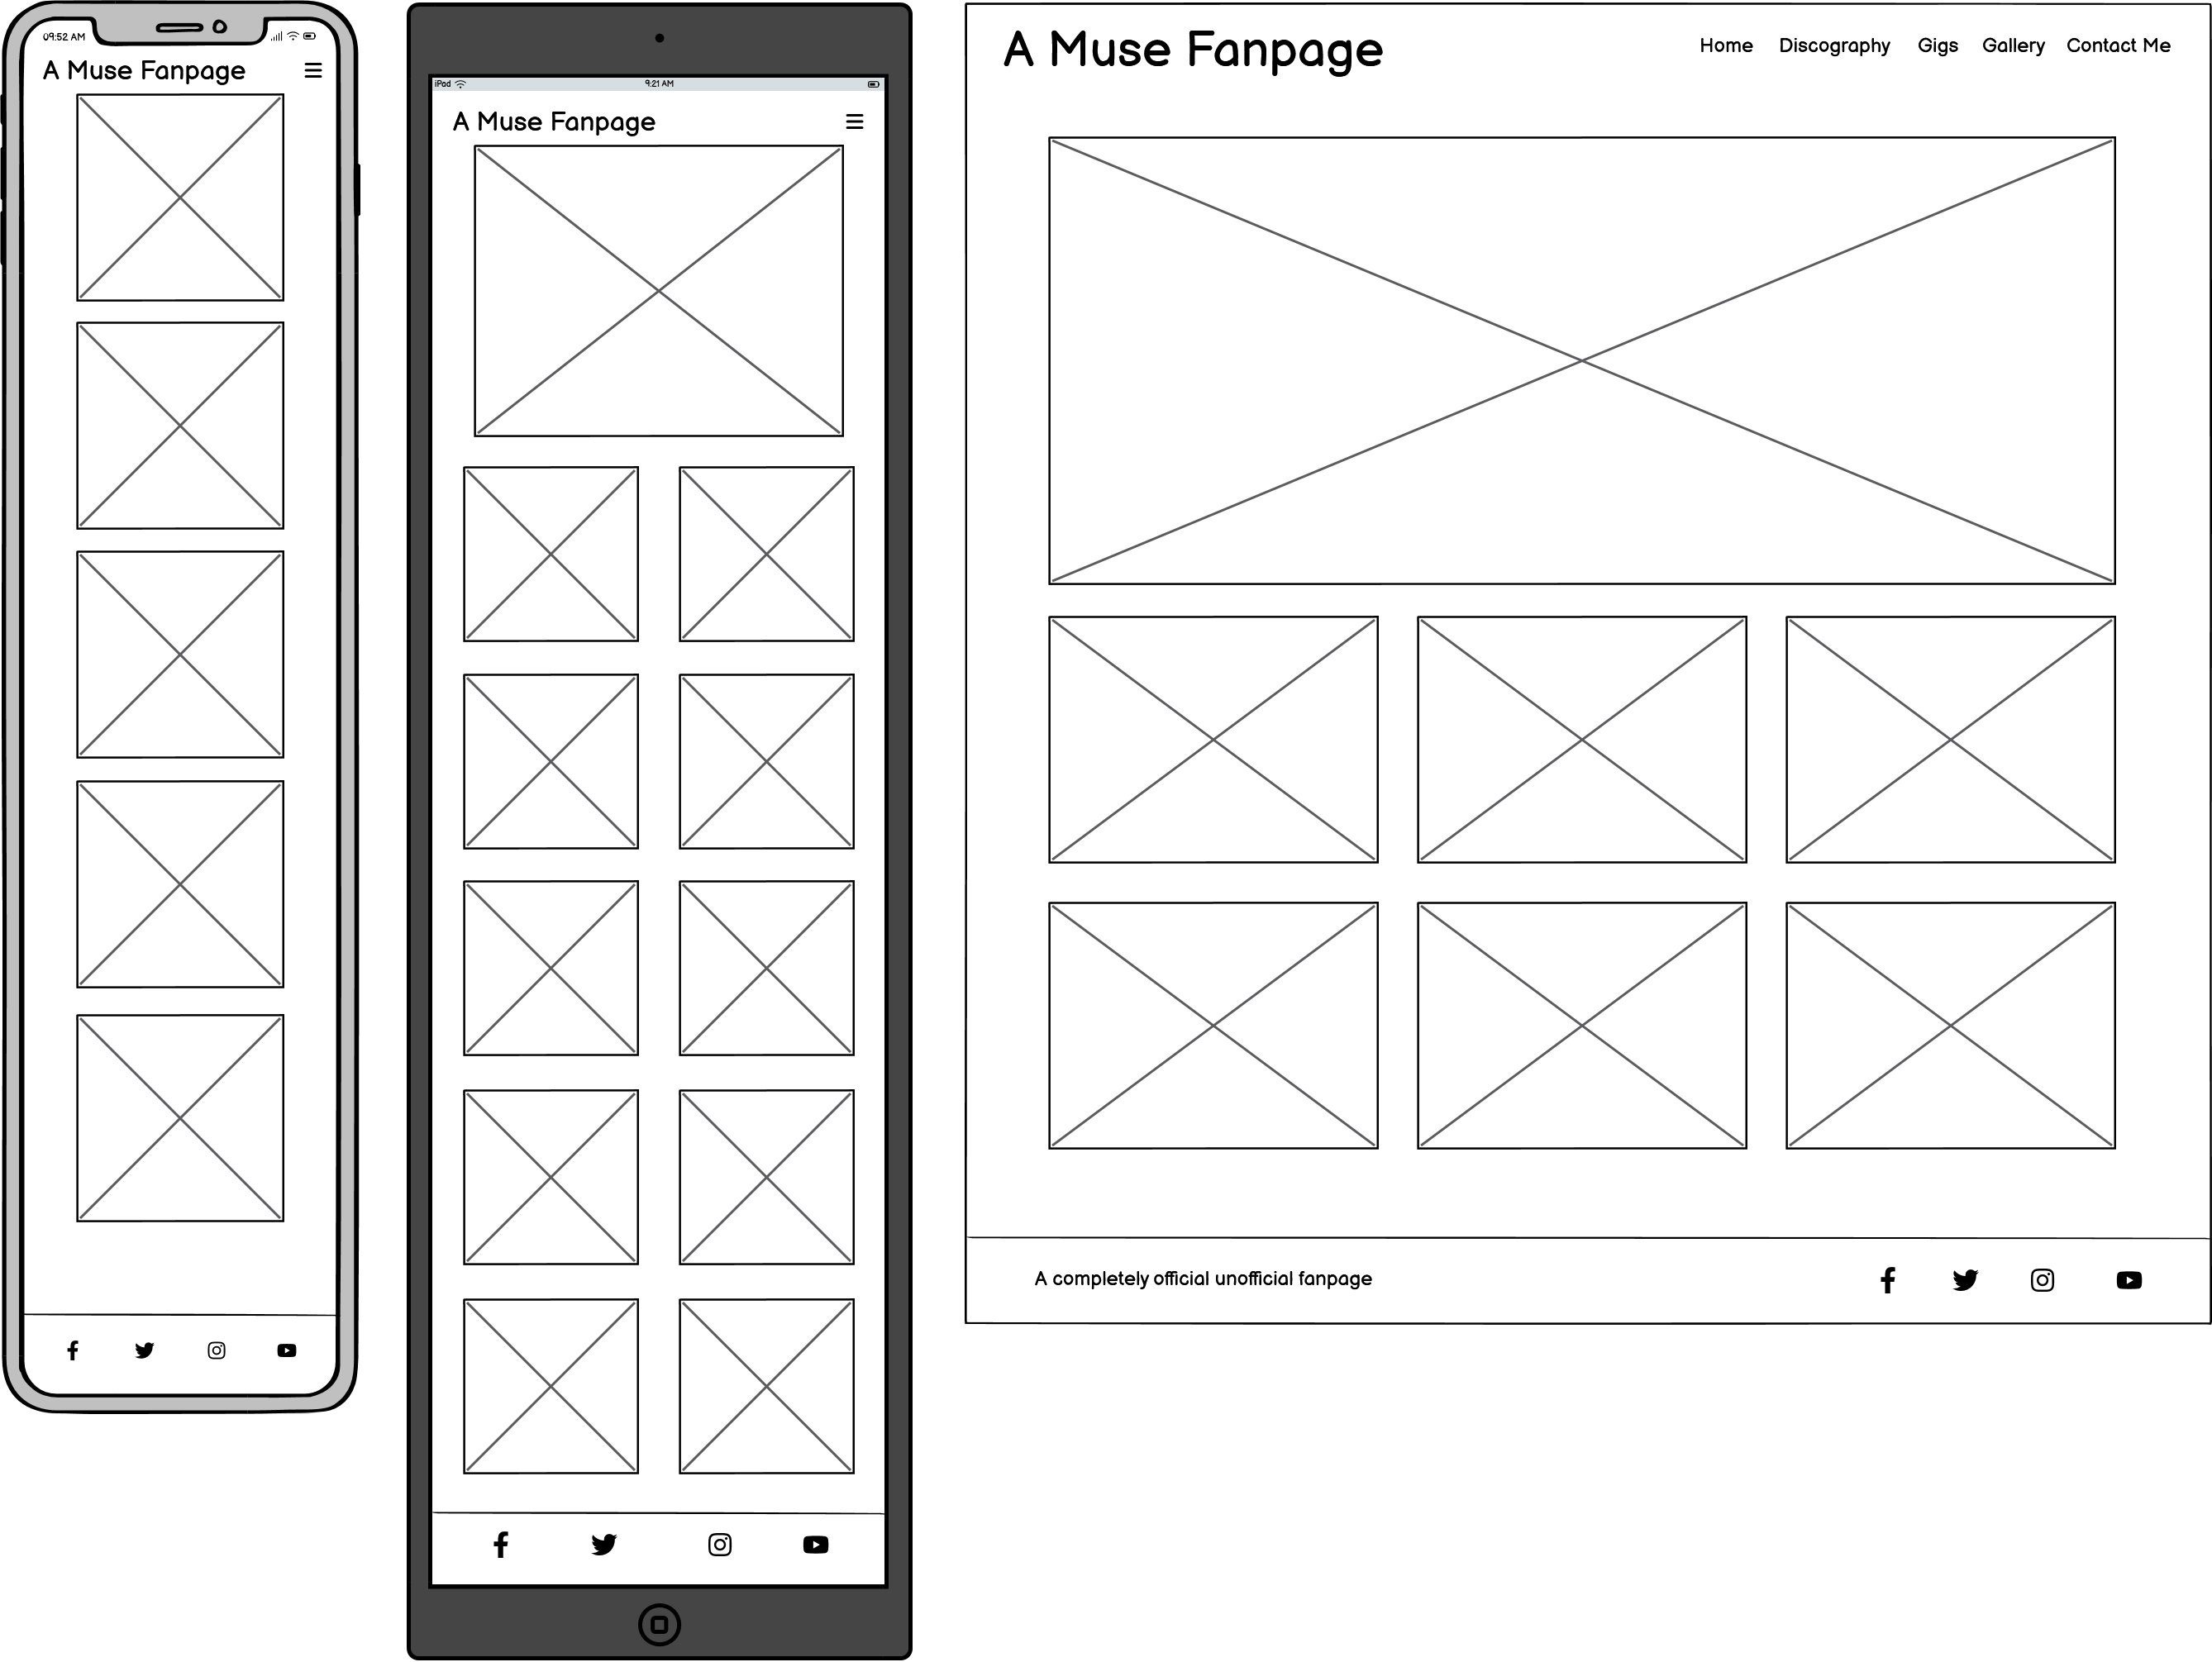 09:52 AM
A Muse Fanpage
iPad
9:21 AM
A Muse Fanpage
A Muse Fanpage
Home Discography Gigs Gallery Contact Me
A completely official unofficial fanpage